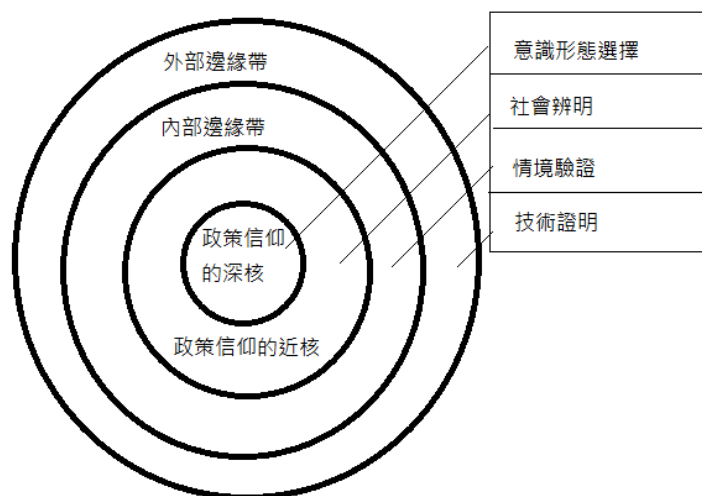 外部邊緣帶
內部邊緣帶
政策信仰
的深核
政策信仰的近核
意識形態選擇
社會辨明
情境驗證
技術證明